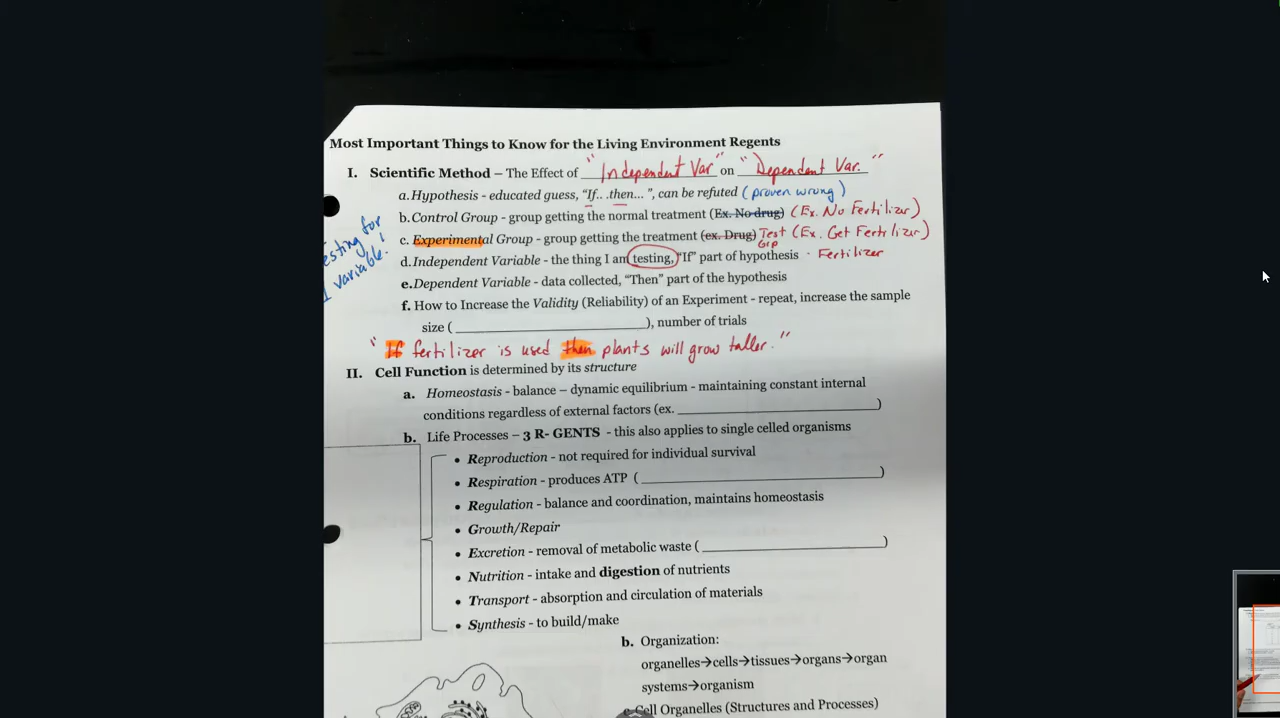 Most Important Things to Know for the Living Environment Regents
I. Scientific Method – The Effect of "Independent Var" on "Dependent Var."
a. Hypothesis - educated guess, "If.. .then... ", can be refuted (proven wrong)
b. Control Group - group getting the normal treatment (Ex. No drug) (Ex. No Fertilizer)
c. Experimental Group - group getting the treatment (ex. Drug) Test Grp (Ex. Get Fertilizer)
d. Independent Variable - the thing I am testing, "If" part of hypothesis · Fertilizer
esting for
1 variable!
e. Dependent Variable - data collected, "Then" part of the hypothesis
f. How to Increase the Validity (Reliability) of an Experiment - repeat, increase the sample
size (____________________), number of trials
"If fertilizer is used then plants will grow taller."
II. Cell Function is determined by its structure
a. Homeostasis - balance – dynamic equilibrium - maintaining constant internal
conditions regardless of external factors (ex. ____________________)
b. Life Processes – 3 R- GENTS - this also applies to single celled organisms
• Reproduction - not required for individual survival
• Respiration - produces ATP (____________________)
• Regulation - balance and coordination, maintains homeostasis
• Growth/Repair
• Excretion - removal of metabolic waste (____________________)
• Nutrition - intake and digestion of nutrients
• Transport - absorption and circulation of materials
• Synthesis - to build/make
b. Organization:
organelles→cells→tissues→organs→organ
systems→organism
c. Cell Organelles (Structures and Processes)